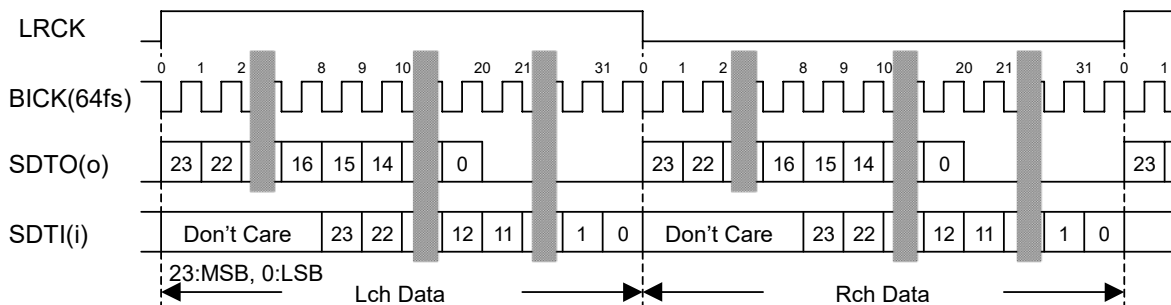 LRCK
0 1 2 8 9 10 20 21 31 0 1 2 8 9 10 20 21 31 0 1
BICK(64fs)
SDTO(o) 23 22 16 15 14 0 23 22 16 15 14 0 23
SDTI(i) Don't Care 23 22 12 11 1 0 Don't Care 23 22 12 11 1 0
23:MSB, 0:LSB
Lch Data Rch Data